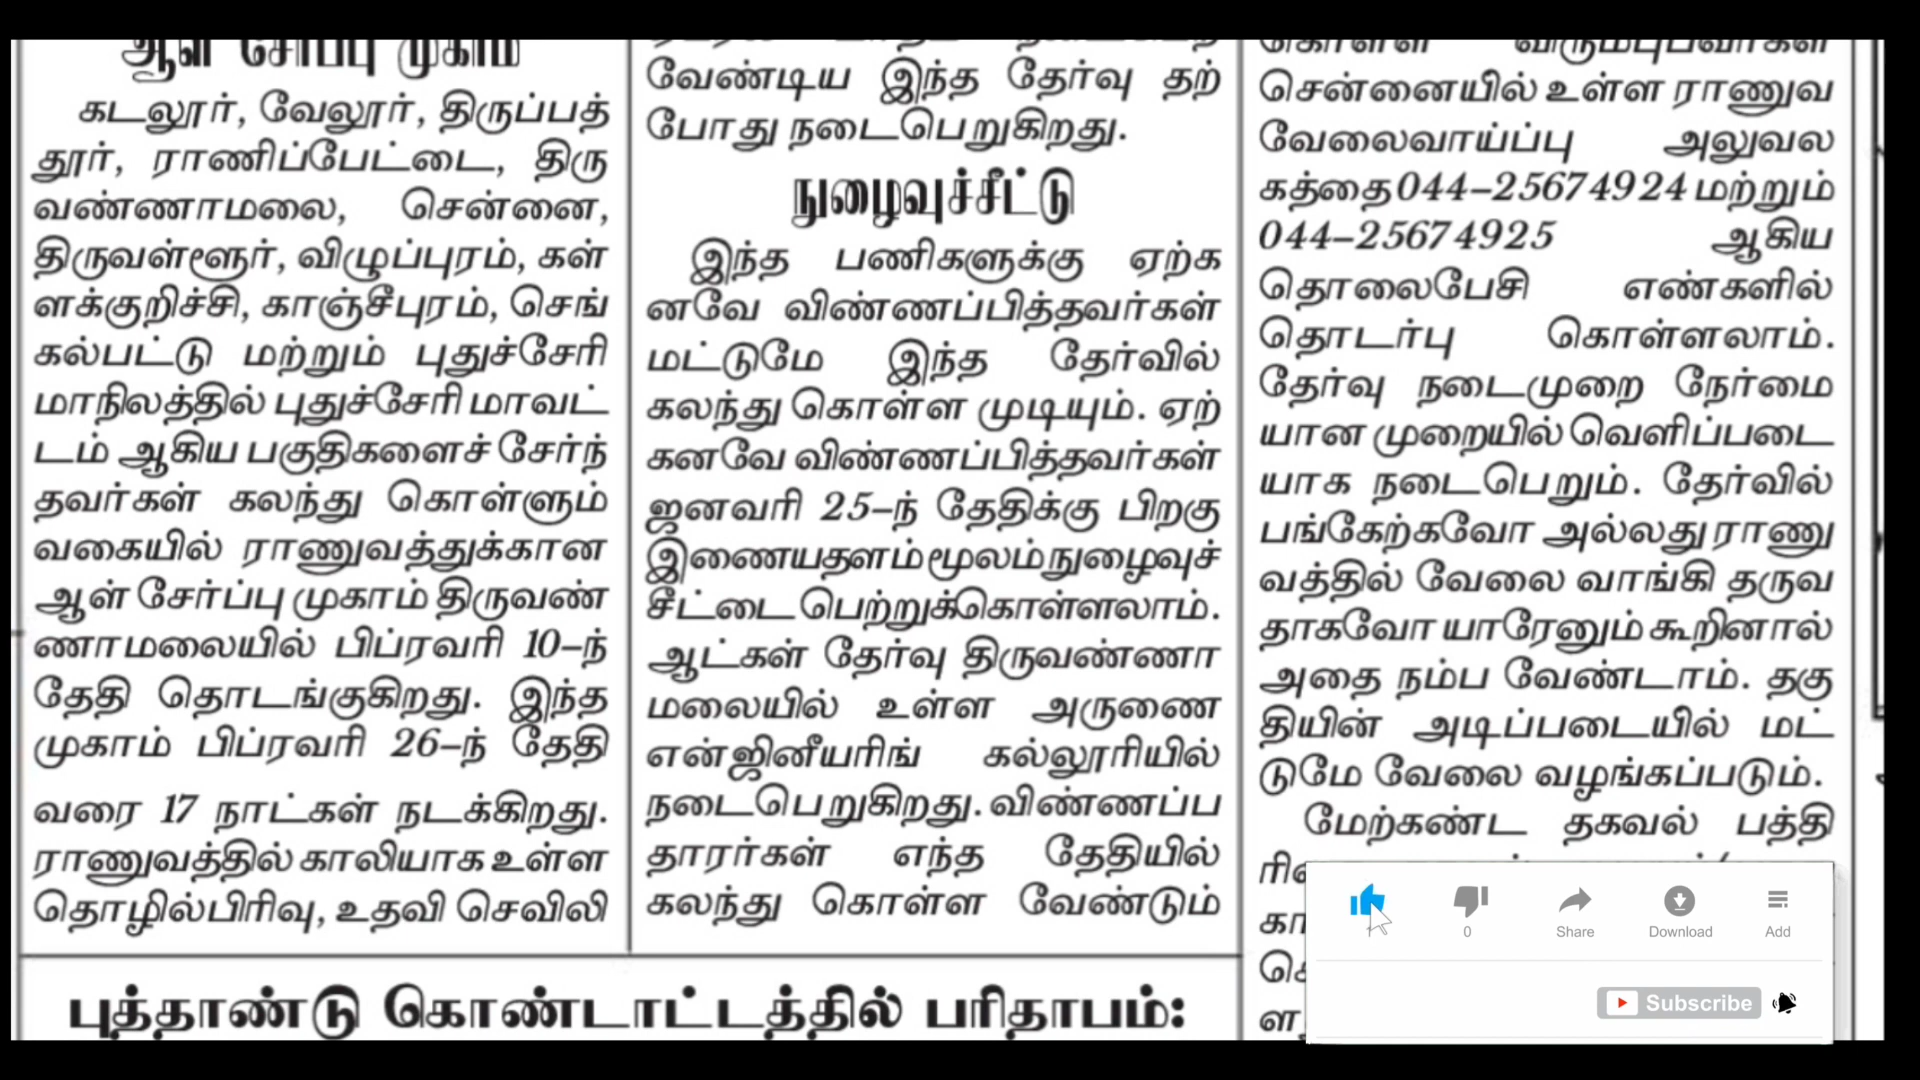 ஆள் சேர்ப்பு முகாம்
கடலூர், வேலூர், திருப்பத்
தூர், ராணிப்பேட்டை, திரு
வண்ணாமலை, சென்னை,
திருவள்ளூர், விழுப்புரம், கள்
ளக்குறிச்சி, காஞ்சீபுரம், செங்
கல்பட்டு மற்றும் புதுச்சேரி
மாநிலத்தில் புதுச்சேரி மாவட்
டம் ஆகிய பகுதிகளைச் சேர்ந்
தவர்கள் கலந்து கொள்ளும்
வகையில் ராணுவத்துக்கான
ஆள் சேர்ப்பு முகாம் திருவண்
ணாமலையில் பிப்ரவரி 10-ந்
தேதி தொடங்குகிறது. இந்த
முகாம் பிப்ரவரி 26-ந் தேதி
வரை 17 நாட்கள் நடக்கிறது.
ராணுவத்தில் காலியாக உள்ள
தொழில்பிரிவு, உதவி செவிலி
வேண்டிய இந்த தேர்வு தற்
போது நடைபெறுகிறது.
நுழைவுச்சீட்டு
இந்த பணிகளுக்கு ஏற்க
னவே விண்ணப்பித்தவர்கள்
மட்டுமே இந்த தேர்வில்
கலந்து கொள்ள முடியும். ஏற்
கனவே விண்ணப்பித்தவர்கள்
ஜனவரி 25-ந் தேதிக்கு பிறகு
இணையதளம் மூலம் நுழைவுச்
சீட்டை பெற்றுக்கொள்ளலாம்.
ஆட்கள் தேர்வு திருவண்ணா
மலையில் உள்ள அருணை
என்ஜினீயரிங் கல்லூரியில்
நடைபெறுகிறது. விண்ணப்ப
தாரர்கள் எந்த தேதியில்
கலந்து கொள்ள வேண்டும்
கொள்ள விரும்புபவர்கள்
சென்னையில் உள்ள ராணுவ
வேலைவாய்ப்பு அலுவல
கத்தை 044-25674924 மற்றும்
044-25674925 ஆகிய
தொலைபேசி எண்களில்
தொடர்பு கொள்ளலாம்.
தேர்வு நடைமுறை நேர்மை
யான முறையில் வெளிப்படை
யாக நடைபெறும். தேர்வில்
பங்கேற்கவோ அல்லது ராணு
வத்தில் வேலை வாங்கி தருவ
தாகவோ யாரேனும் கூறினால்
அதை நம்ப வேண்டாம். தகு
தியின் அடிப்படையில் மட்
டுமே வேலை வழங்கப்படும்.
மேற்கண்ட தகவல் பத்தி
புத்தாண்டு கொண்டாட்டத்தில் பரிதாபம்:
0 Share Download Add
Subscribe